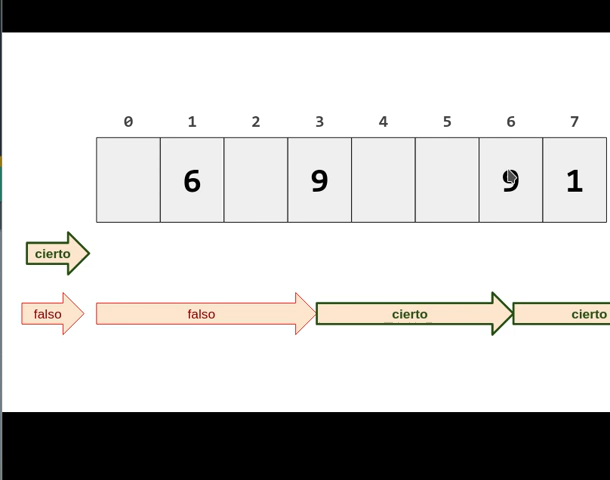 0 1 2 3 4 5 6 7
6 9 9 1
cierto
falso falso cierto cierto